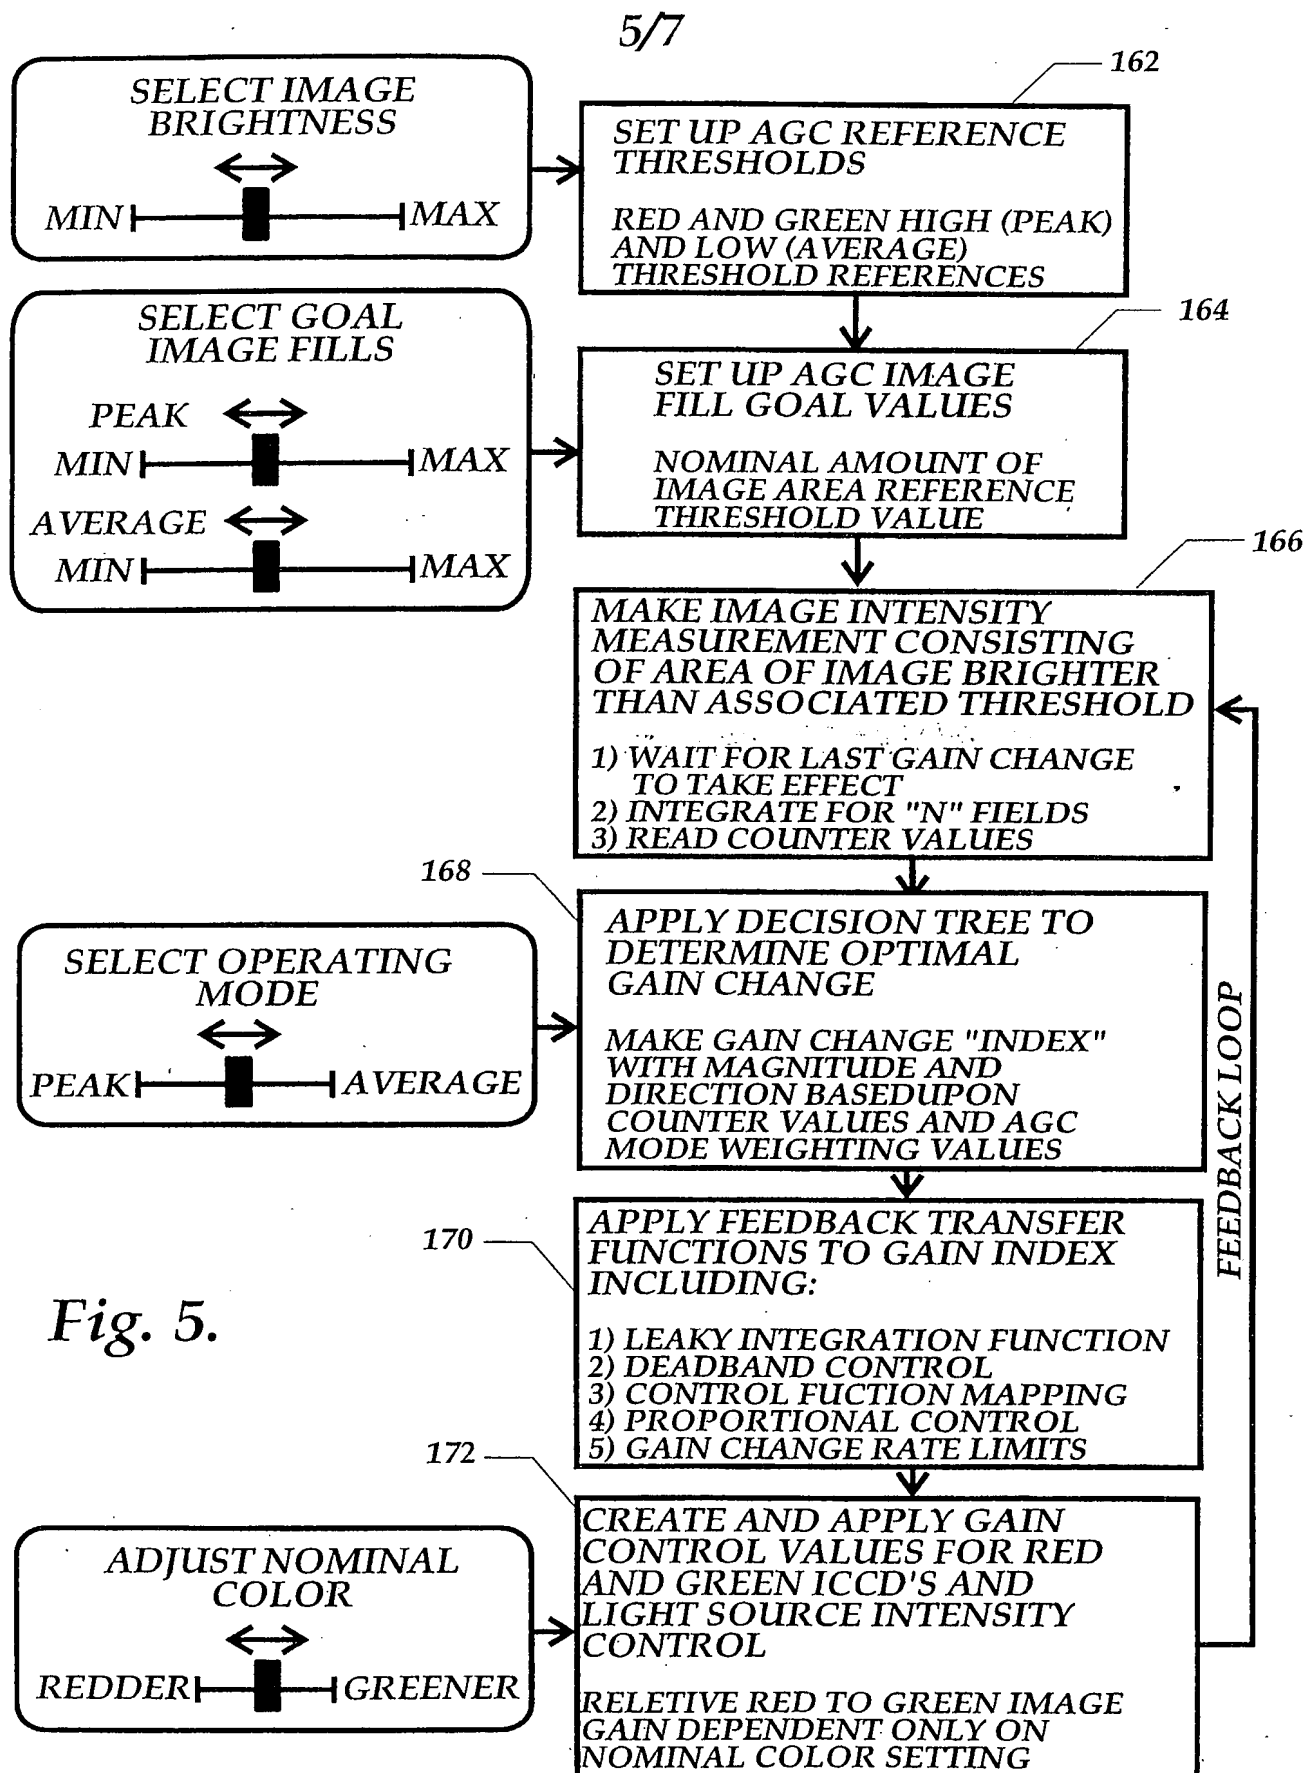 5/7
SELECT IMAGE
BRIGHTNESS
MIN MAX
162
SET UP AGC REFERENCE
THRESHOLDS
RED AND GREEN HIGH (PEAK)
AND LOW (AVERAGE)
THRESHOLD REFERENCES
SELECT GOAL
IMAGE FILLS
PEAK
MIN MAX
AVERAGE
MIN MAX
164
SET UP AGC IMAGE
FILL GOAL VALUES
NOMINAL AMOUNT OF
IMAGE AREA REFERENCE
THRESHOLD VALUE
166
MAKE IMAGE INTENSITY
MEASUREMENT CONSISTING
OF AREA OF IMAGE BRIGHTER
THAN ASSOCIATED THRESHOLD
1) WAIT FOR LAST GAIN CHANGE
TO TAKE EFFECT
2) INTEGRATE FOR "N" FIELDS
3) READ COUNTER VALUES
168
SELECT OPERATING
MODE
PEAK AVERAGE
APPLY DECISION TREE TO
DETERMINE OPTIMAL
GAIN CHANGE
MAKE GAIN CHANGE "INDEX"
WITH MAGNITUDE AND
DIRECTION BASEDUPON
COUNTER VALUES AND AGC
MODE WEIGHTING VALUES
FEEDBACK LOOP
170
APPLY FEEDBACK TRANSFER
FUNCTIONS TO GAIN INDEX
INCLUDING:
1) LEAKY INTEGRATION FUNCTION
2) DEADBAND CONTROL
3) CONTROL FUCTION MAPPING
4) PROPORTIONAL CONTROL
5) GAIN CHANGE RATE LIMITS
Fig. 5.
172
ADJUST NOMINAL
COLOR
REDDER GREENER
CREATE AND APPLY GAIN
CONTROL VALUES FOR RED
AND GREEN ICCD'S AND
LIGHT SOURCE INTENSITY
CONTROL
RELETIVE RED TO GREEN IMAGE
GAIN DEPENDENT ONLY ON
NOMINAL COLOR SETTING